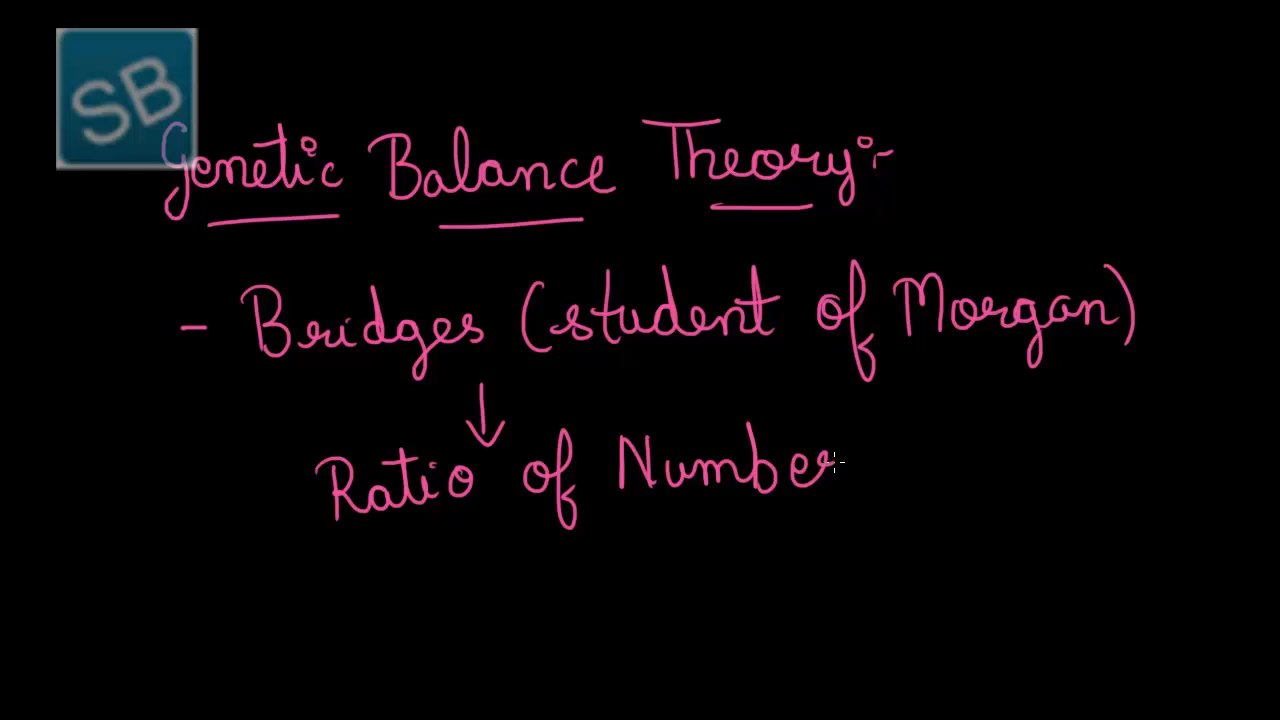 SB
Genetic Balance Theory:-
- Bridges (student of Morgan)
↓
Ratio of Number